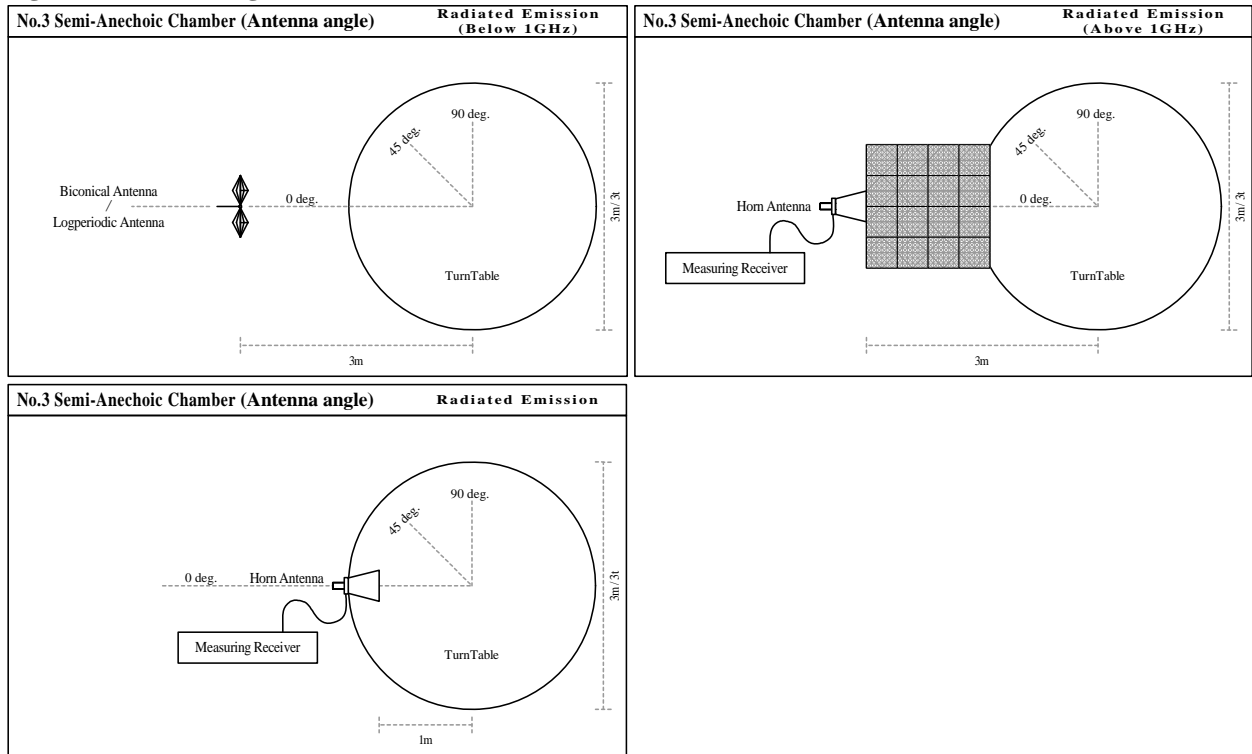 No.3 Semi-Anechoic Chamber (Antenna angle)
Radiated Emission
(Below 1GHz)
90 deg.
45 deg.
Biconical Antenna
/
Logperiodic Antenna
0 deg.
3m/ 3t
TurnTable
3m
No.3 Semi-Anechoic Chamber (Antenna angle)
Radiated Emission
(Above 1GHz)
90 deg.
45 deg.
Horn Antenna
0 deg.
3m/ 3t
Measuring Receiver
TurnTable
3m
No.3 Semi-Anechoic Chamber (Antenna angle)
Radiated Emission
90 deg.
45 deg.
0 deg.
Horn Antenna
3m/ 3t
Measuring Receiver
TurnTable
1m